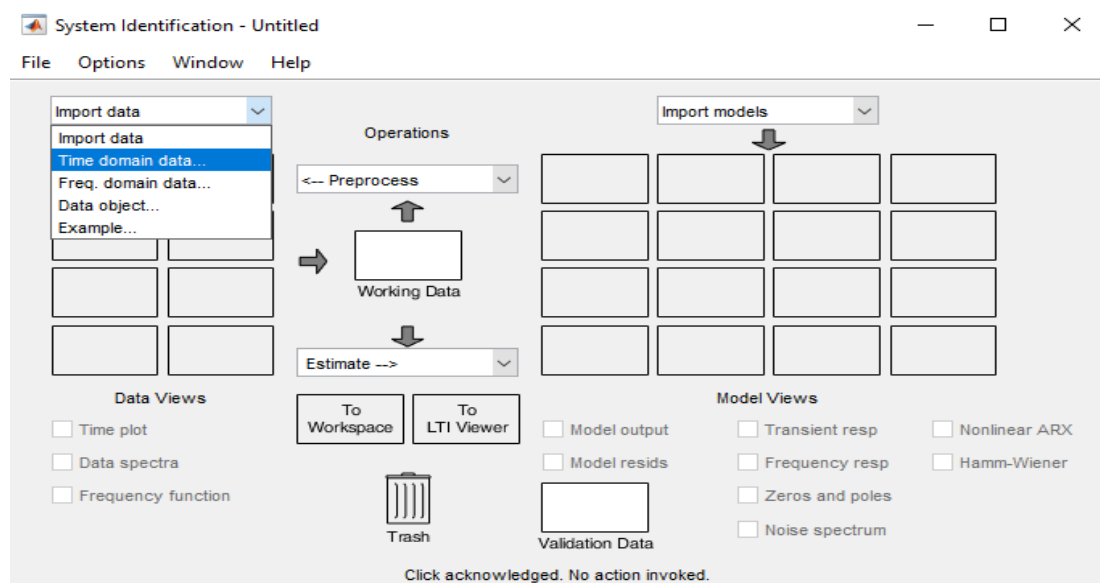 System Identification - Untitled
File Options Window Help
Import data
Import data
Time domain data...
Freq. domain data...
Data object...
Example...
Operations
<-- Preprocess
Working Data
Estimate -->
Import models
Data Views
Time plot
Data spectra
Frequency function
To Workspace
To LTI Viewer
Trash
Model Views
Model output
Transient resp
Nonlinear ARX
Model resids
Frequency resp
Hamm-Wiener
Zeros and poles
Noise spectrum
Validation Data
Click acknowledged. No action invoked.